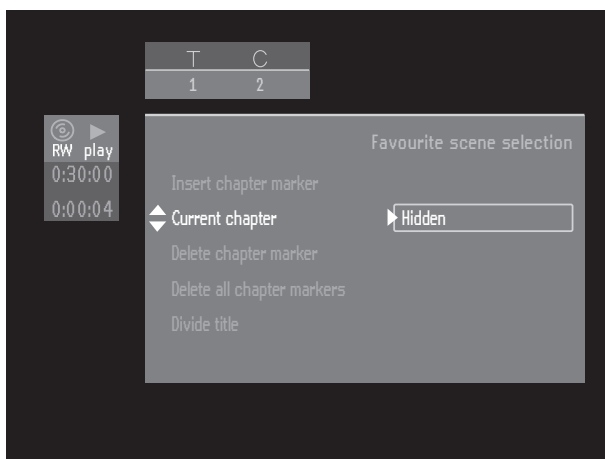 T C
1 2
RW play
0:30:00
0:00:04
Favourite scene selection
Insert chapter marker
Current chapter Hidden
Delete chapter marker
Delete all chapter markers
Divide title